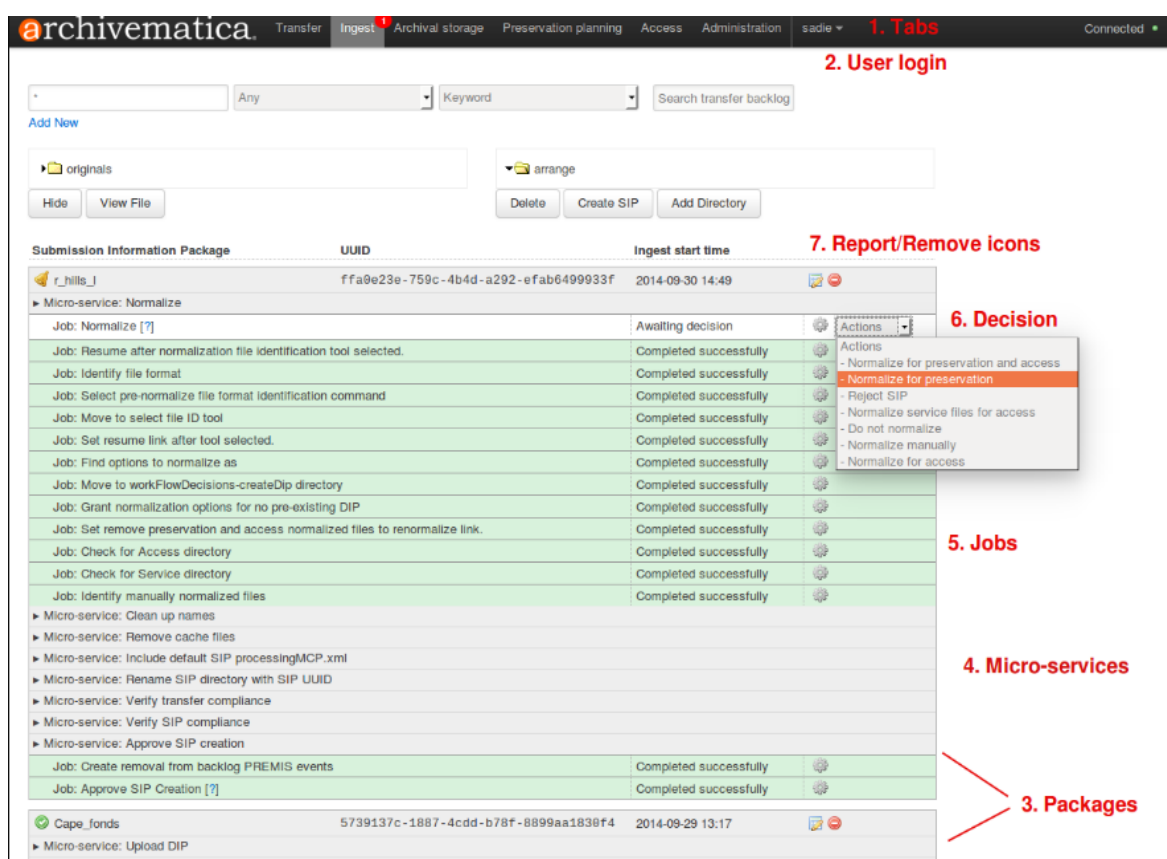 archivematica. Transfer Ingest 1 Archival storage Preservation planning Access Administration sadie 1. Tabs Connected
2. User login
Any Keyword Search transfer backlog
Add New
originals arrange
Hide View File Delete Create SIP Add Directory
7. Report/Remove icons
Submission Information Package UUID Ingest start time
r_hills_l ffa0e23e-759c-4b4d-a292-efab6499933f 2014-09-30 14:49
Micro-service: Normalize
6. Decision
Job: Normalize [?] Awaiting decision Actions
Actions
Job: Resume after normalization file identification tool selected. Completed successfully
- Normalize for preservation and access
Job: Identify file format Completed successfully
- Normalize for preservation
Job: Select pre-normalize file format identification command Completed successfully
- Reject SIP
Job: Move to select file ID tool Completed successfully
- Normalize service files for access
- Do not normalize
Job: Set resume link after tool selected. Completed successfully
- Normalize manually
Job: Find options to normalize as Completed successfully
- Normalize for access
Job: Move to workFlowDecisions-createDip directory Completed successfully
Job: Grant normalization options for no pre-existing DIP Completed successfully
Job: Set remove preservation and access normalized files to renormalize link. Completed successfully
5. Jobs
Job: Check for Access directory Completed successfully
Job: Check for Service directory Completed successfully
Job: Identify manually normalized files Completed successfully
Micro-service: Clean up names
Micro-service: Remove cache files
Micro-service: Include default SIP processingMCP.xml
4. Micro-services
Micro-service: Rename SIP directory with SIP UUID
Micro-service: Verify transfer compliance
Micro-service: Verify SIP compliance
Micro-service: Approve SIP creation
Job: Create removal from backlog PREMIS events Completed successfully
Job: Approve SIP Creation [?] Completed successfully
3. Packages
Cape_fonds 5739137c-1887-4cdd-b78f-8899aa1830f4 2014-09-29 13:17
Micro-service: Upload DIP